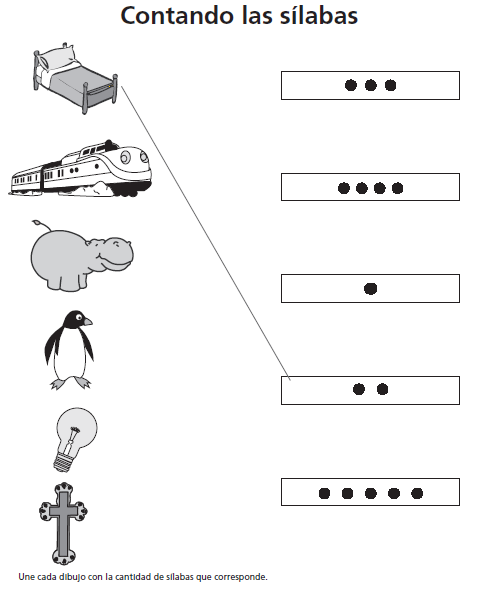 Contando las sílabas
Une cada dibujo con la cantidad de sílabas que corresponde.